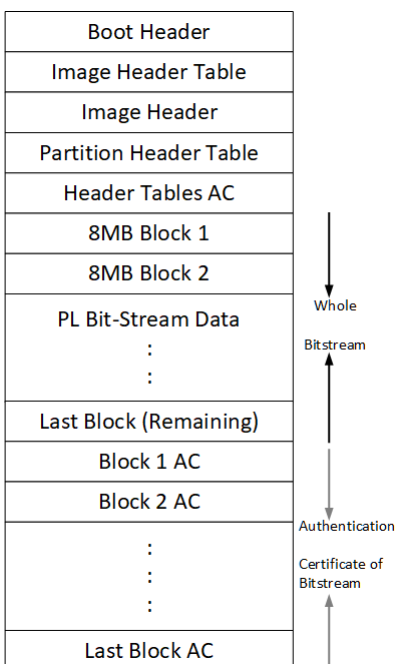 Boot Header
Image Header Table
Image Header
Partition Header Table
Header Tables AC
8MB Block 1
8MB Block 2
PL Bit-Stream Data
:
:
Last Block (Remaining)
Block 1 AC
Block 2 AC
:
:
:
Last Block AC
Whole
Bitstream
Authentication
Certificate of
Bitstream